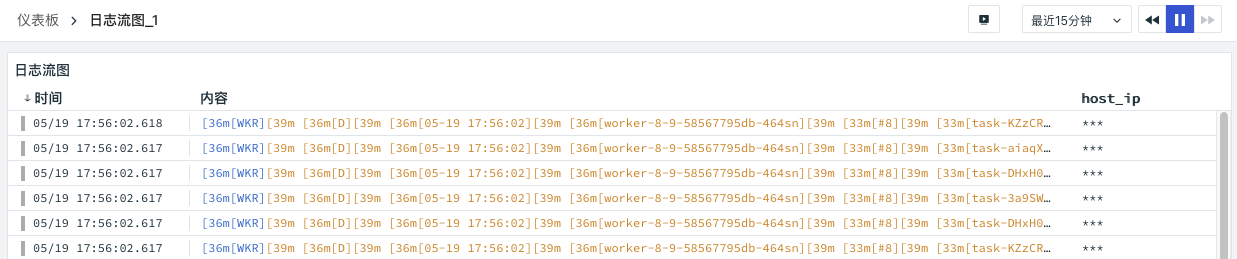 仪表板 > 日志流图_1
最近15分钟
日志流图
↓时间 内容 host_ip
05/19 17:56:02.618 [36m[WKR][39m [36m[D][39m [36m[05-19 17:56:02][39m [36m[worker-8-9-58567795db-464sn][39m [33m[#8][39m [33m[task-KZzCR… ***
05/19 17:56:02.617 [36m[WKR][39m [36m[D][39m [36m[05-19 17:56:02][39m [36m[worker-8-9-58567795db-464sn][39m [33m[#8][39m [33m[task-aiaqX… ***
05/19 17:56:02.617 [36m[WKR][39m [36m[D][39m [36m[05-19 17:56:02][39m [36m[worker-8-9-58567795db-464sn][39m [33m[#8][39m [33m[task-DHxH0… ***
05/19 17:56:02.617 [36m[WKR][39m [36m[D][39m [36m[05-19 17:56:02][39m [36m[worker-8-9-58567795db-464sn][39m [33m[#8][39m [33m[task-3a9SW… ***
05/19 17:56:02.617 [36m[WKR][39m [36m[D][39m [36m[05-19 17:56:02][39m [36m[worker-8-9-58567795db-464sn][39m [33m[#8][39m [33m[task-DHxH0… ***
05/19 17:56:02.617 [36m[WKR][39m [36m[D][39m [36m[05-19 17:56:02][39m [36m[worker-8-9-58567795db-464sn][39m [33m[#8][39m [33m[task-KZzCR… ***